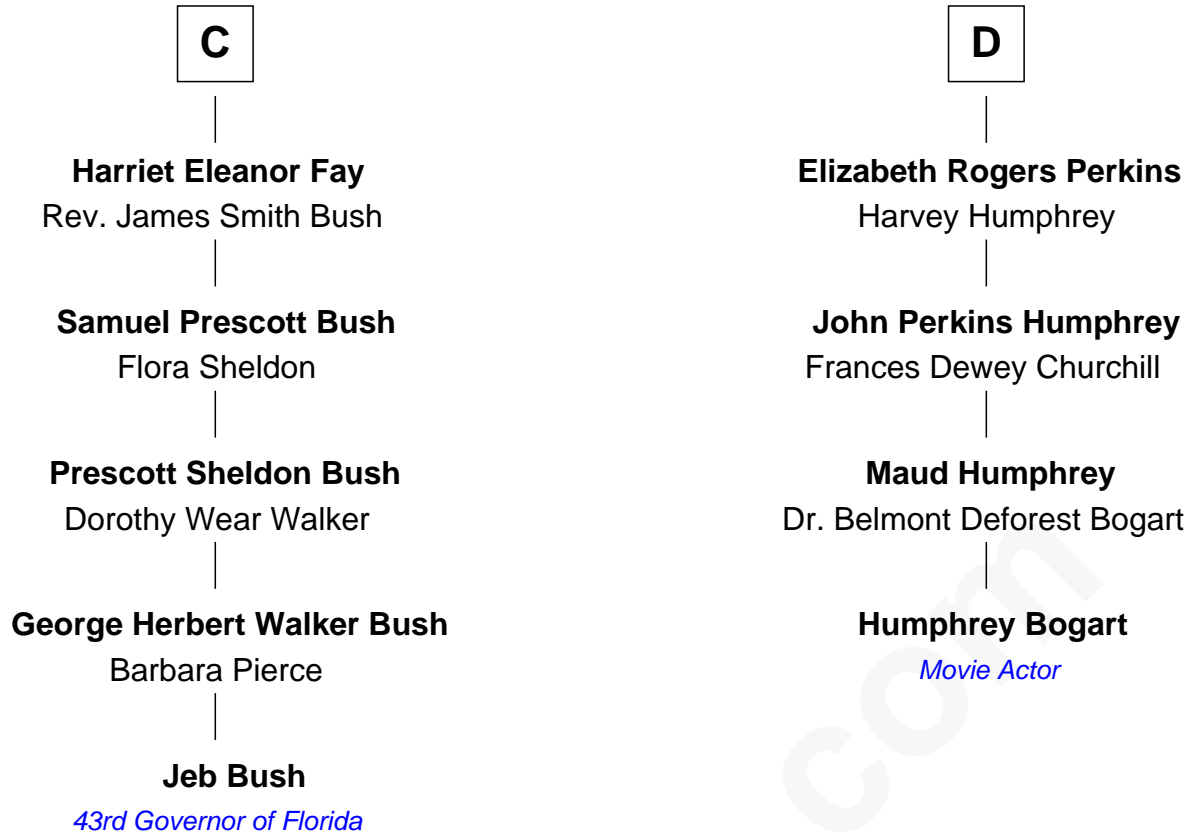 C
Harriet Eleanor Fay
Rev. James Smith Bush
Samuel Prescott Bush
Flora Sheldon
Prescott Sheldon Bush
Dorothy Wear Walker
George Herbert Walker Bush
Barbara Pierce
Jeb Bush
43rd Governor of Florida
D
Elizabeth Rogers Perkins
Harvey Humphrey
John Perkins Humphrey
Frances Dewey Churchill
Maud Humphrey
Dr. Belmont Deforest Bogart
Humphrey Bogart
Movie Actor
com